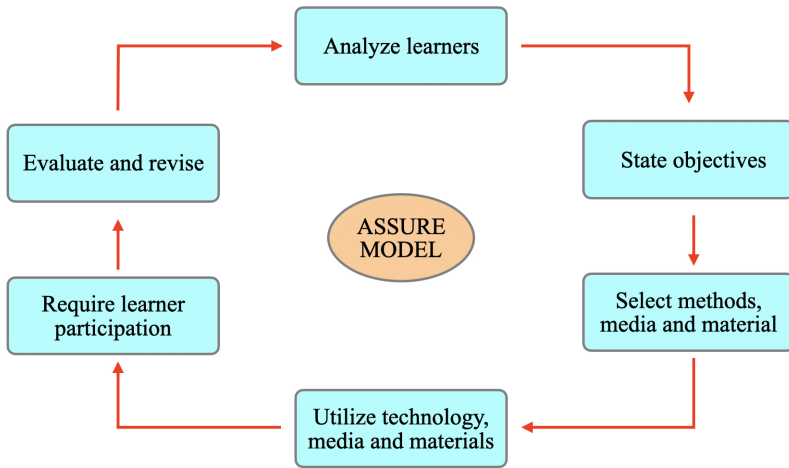 Analyze learners
State objectives
Select methods,
media and material
Utilize technology,
media and materials
Require learner
participation
Evaluate and revise
ASSURE
MODEL